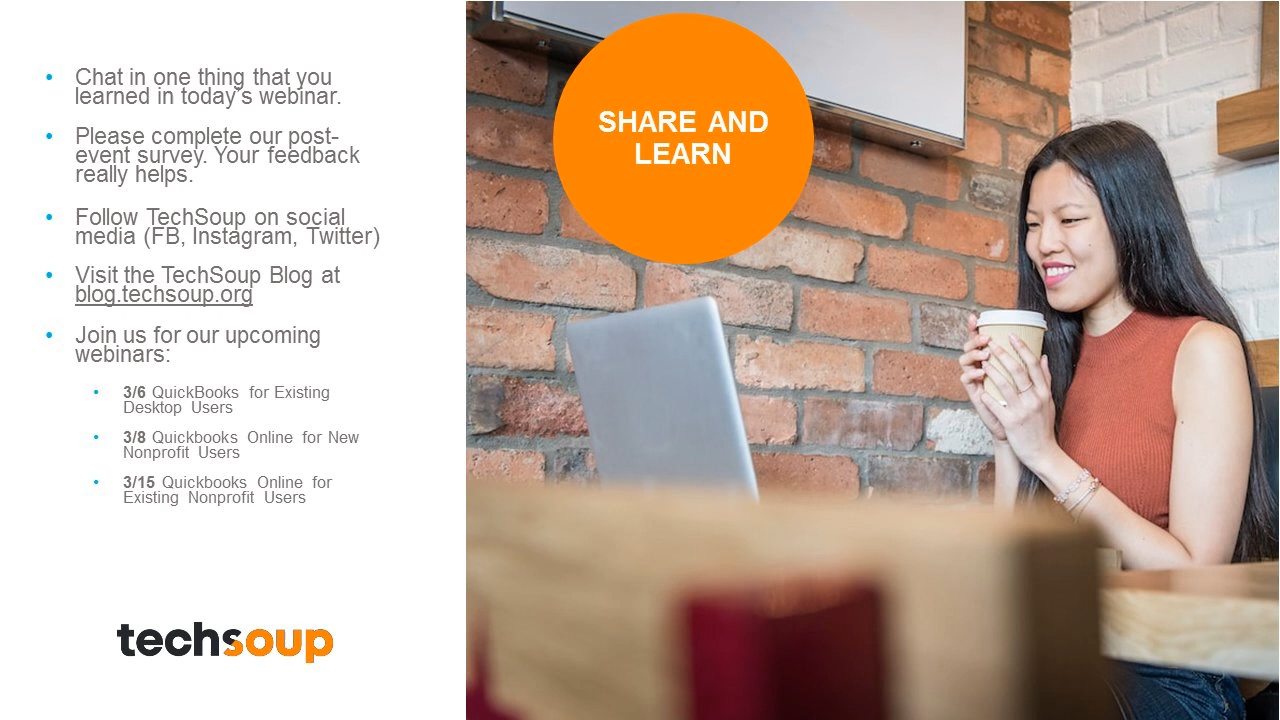 Chat in one thing that you
learned in today's webinar.
Please complete our post-
event survey. Your feedback
really helps.
Follow TechSoup on social
media (FB, Instagram, Twitter)
Visit the TechSoup Blog at
blog.techsoup.org
Join us for our upcoming
webinars:
3/6 QuickBooks for Existing
Desktop Users
3/8 Quickbooks Online for New
Nonprofit Users
3/15 Quickbooks Online for
Existing Nonprofit Users
techsoup
SHARE AND
LEARN